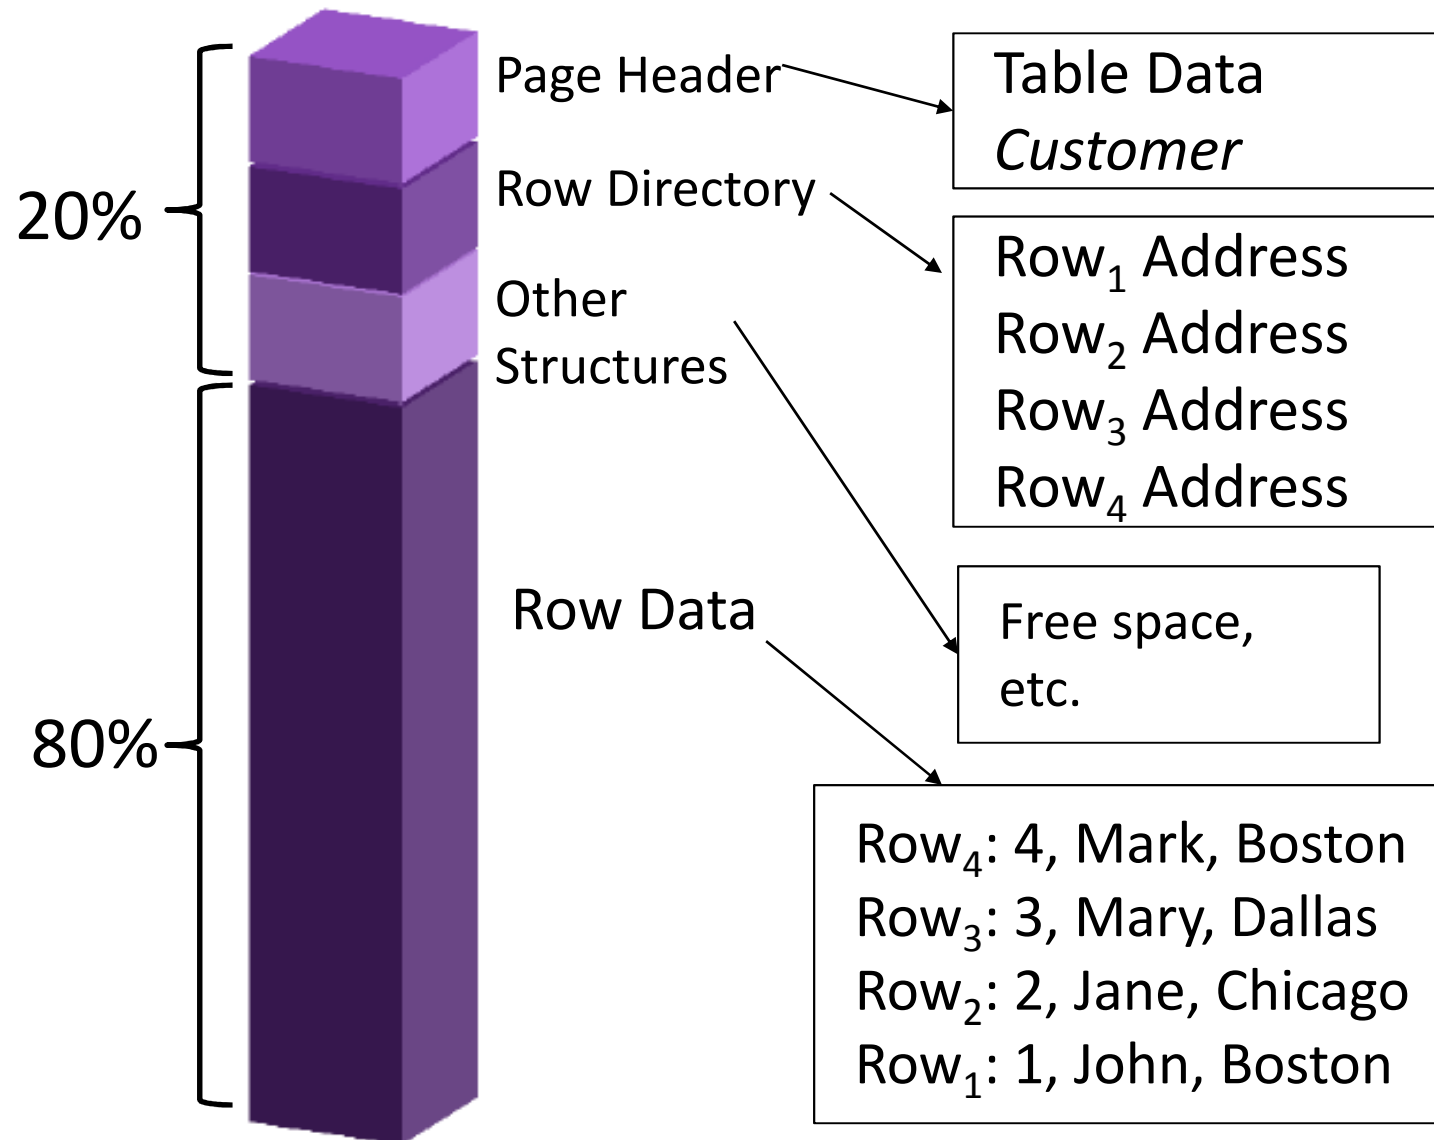 20%
80%
Page Header
Row Directory
Other
Structures
Row Data
Table Data
Customer
Row₁ Address
Row₂ Address
Row₃ Address
Row₄ Address
Free space,
etc.
Row₄: 4, Mark, Boston
Row₃: 3, Mary, Dallas
Row₂: 2, Jane, Chicago
Row₁: 1, John, Boston